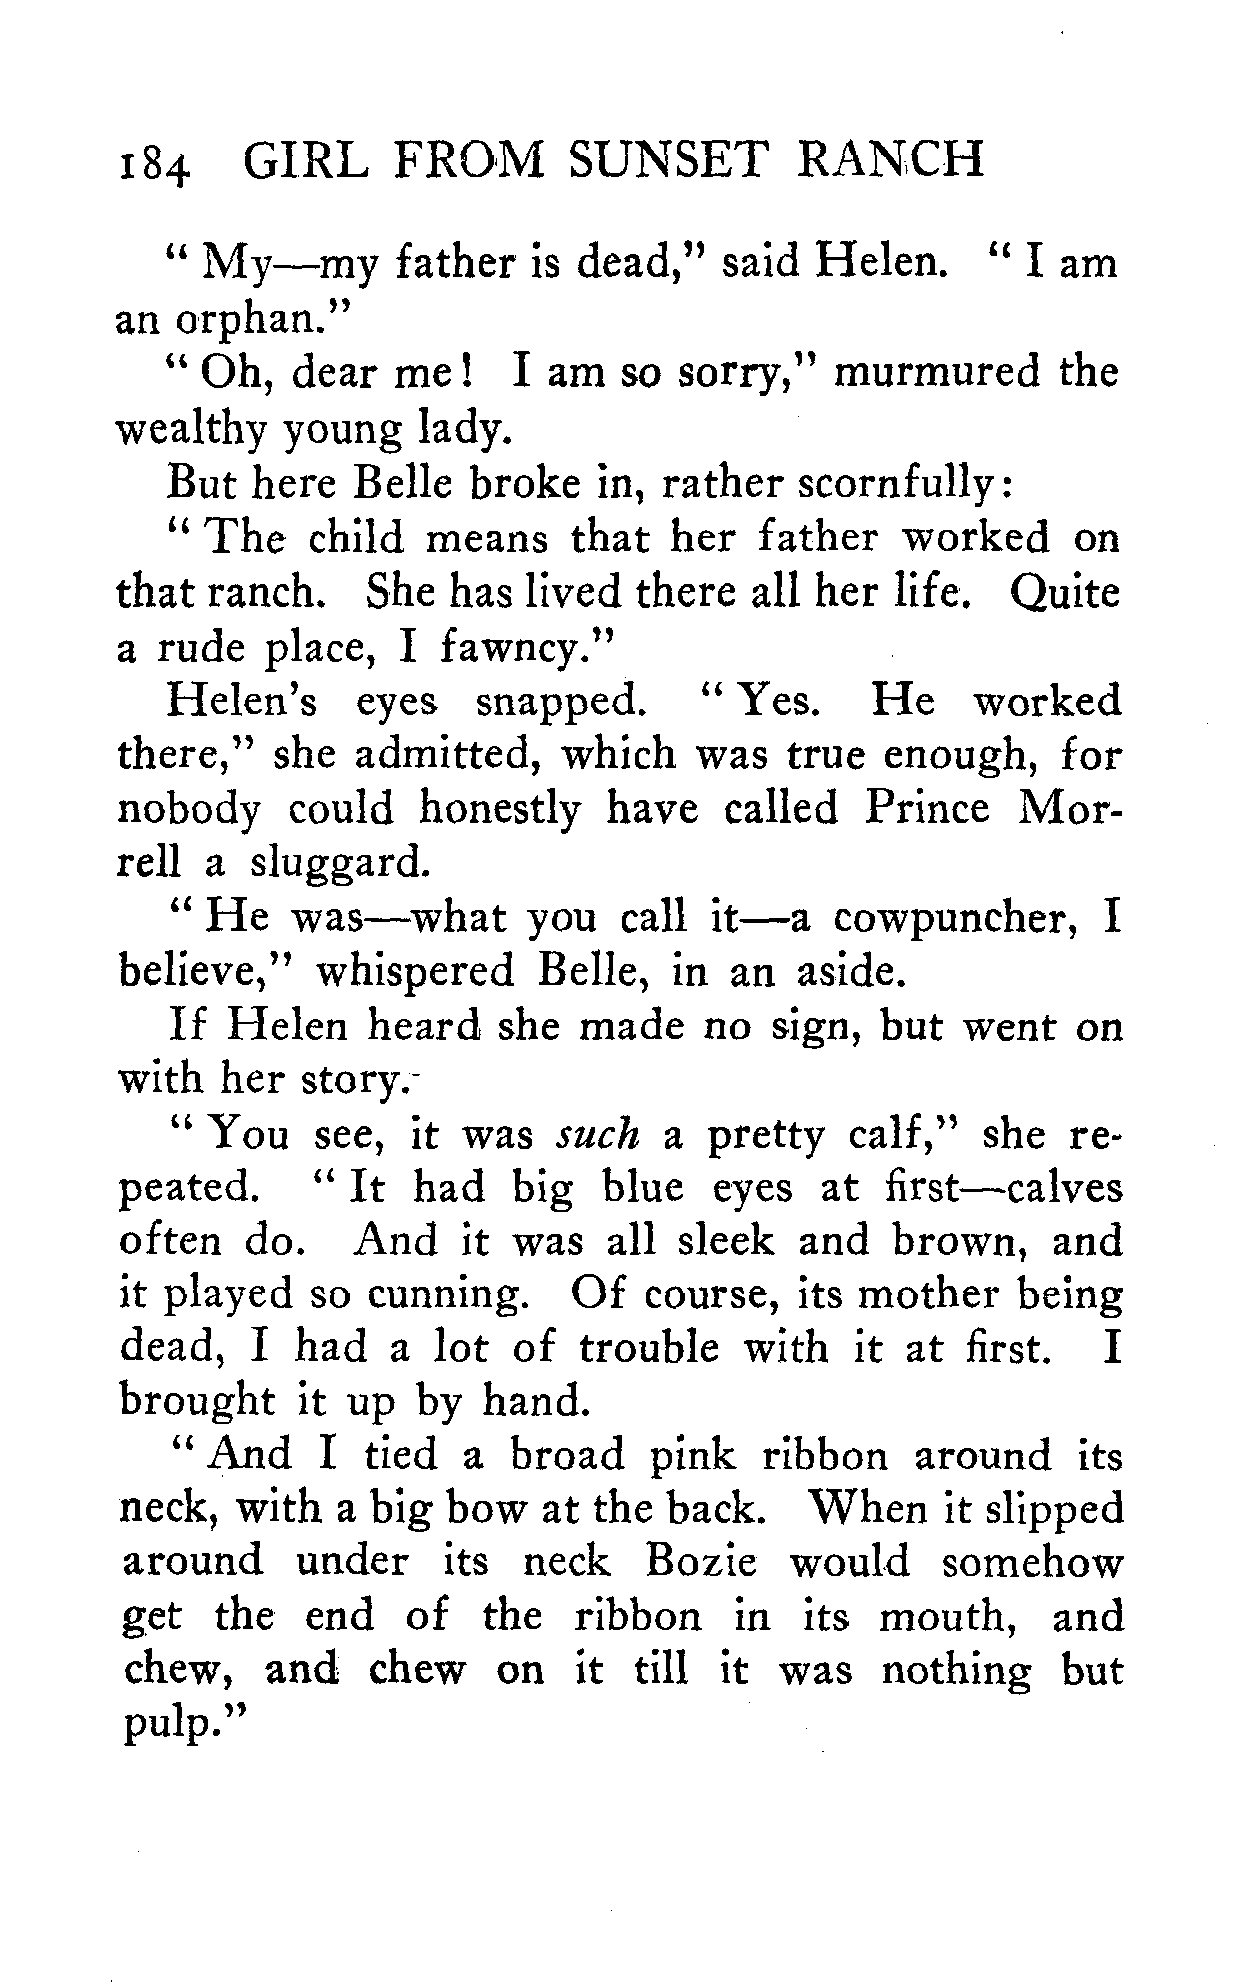 184 GIRL FROM SUNSET RANCH
" My—my father is dead," said Helen. " I am
an orphan."
" Oh, dear me! I am so sorry," murmured the
wealthy young lady.
But here Belle broke in, rather scornfully:
" The child means that her father worked on
that ranch. She has lived there all her life. Quite
a rude place, I fawncy."
Helen's eyes snapped. " Yes. He worked
there," she admitted, which was true enough, for
nobody could honestly have called Prince Mor-
rell a sluggard.
" He was—what you call it—a cowpuncher, I
believe," whispered Belle, in an aside.
If Helen heard she made no sign, but went on
with her story.
" You see, it was such a pretty calf," she re-
peated. " It had big blue eyes at first—calves
often do. And it was all sleek and brown, and
it played so cunning. Of course, its mother being
dead, I had a lot of trouble with it at first. I
brought it up by hand.
" And I tied a broad pink ribbon around its
neck, with a big bow at the back. When it slipped
around under its neck Bozie would somehow
get the end of the ribbon in its mouth, and
chew, and chew on it till it was nothing but
pulp."